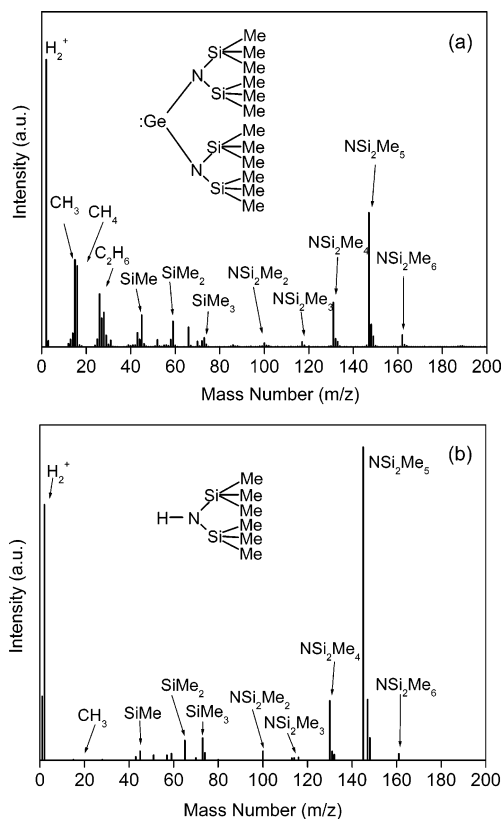 (a)
H₂⁺
Me
Si Me
Me
N
Me
Si Me
Me
:Ge
Me
Si Me
Me
N
Me
Si Me
Me
CH₃
CH₄
C₂H₆
SiMe
SiMe₂
SiMe₃
NSi₂Me₂
NSi₂Me₃
NSi₂Me₄
NSi₂Me₅
NSi₂Me₆
Intensity (a.u.)
0 20 40 60 80 100 120 140 160 180 200
Mass Number (m/z)
(b)
H₂⁺
Me
Si Me
Me
H N
Me
Si Me
Me
CH₃
SiMe
SiMe₂
SiMe₃
NSi₂Me₂
NSi₂Me₃
NSi₂Me₄
NSi₂Me₅
NSi₂Me₆
Intensity (a.u.)
0 20 40 60 80 100 120 140 160 180 200
Mass Number (m/z)